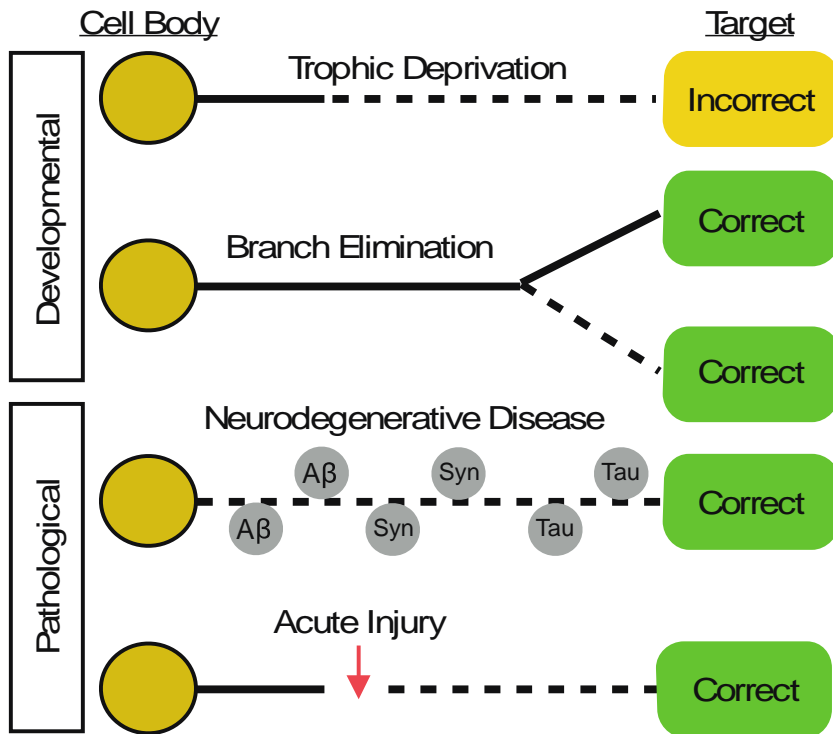 Cell Body
Target
Developmental
Trophic Deprivation
Incorrect
Branch Elimination
Correct
Correct
Pathological
Neurodegenerative Disease
Aβ
Aβ
Syn
Syn
Tau
Tau
Correct
Acute Injury
Correct